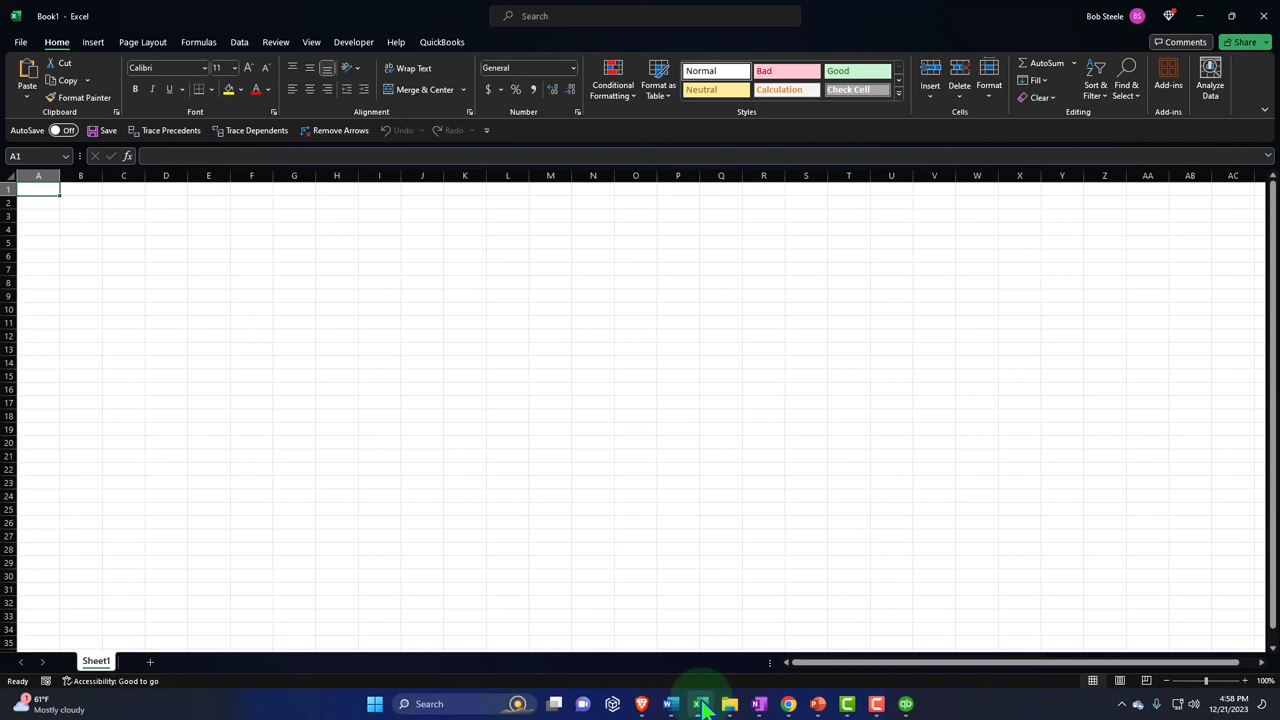 Book1 - Excel
Search
Bob Steele
BS
File Home Insert Page Layout Formulas Data Review View Developer Help QuickBooks
Comments
Share
Paste
Cut
Copy
Format Painter
Clipboard
Calibri
11
Font
Wrap Text
Merge & Center
Alignment
General
Number
Conditional
Formatting
Format as
Table
Normal Bad Good
Neutral Calculation Check Cell
Styles
Insert Delete Format
Cells
AutoSum
Fill
Clear
Sort &
Filter
Find &
Select
Editing
Add-ins
Add-ins
Analyze
Data
AutoSave Off Save Trace Precedents Trace Dependents Remove Arrows Undo Redo
A1
fx
A B C D E F G H I J K L M N O P Q R S T U V W X Y Z AA AB AC
1
2
3
4
5
6
7
8
9
10
11
12
13
14
15
16
17
18
19
20
21
22
23
24
25
26
27
28
29
30
31
32
33
34
35
Sheet1
Ready
Accessibility: Good to go
100%
61°F
Mostly cloudy
Search
4:58 PM
12/21/2023